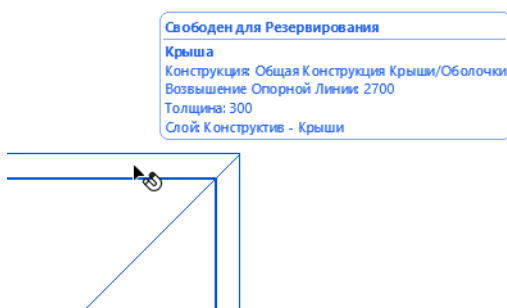 Свободен для Резервирования
Крыша
Конструкция: Общая Конструкция Крыши/Оболочки
Возвышение Опорной Линии: 2700
Толщина: 300
Слой: Конструктив - Крыши